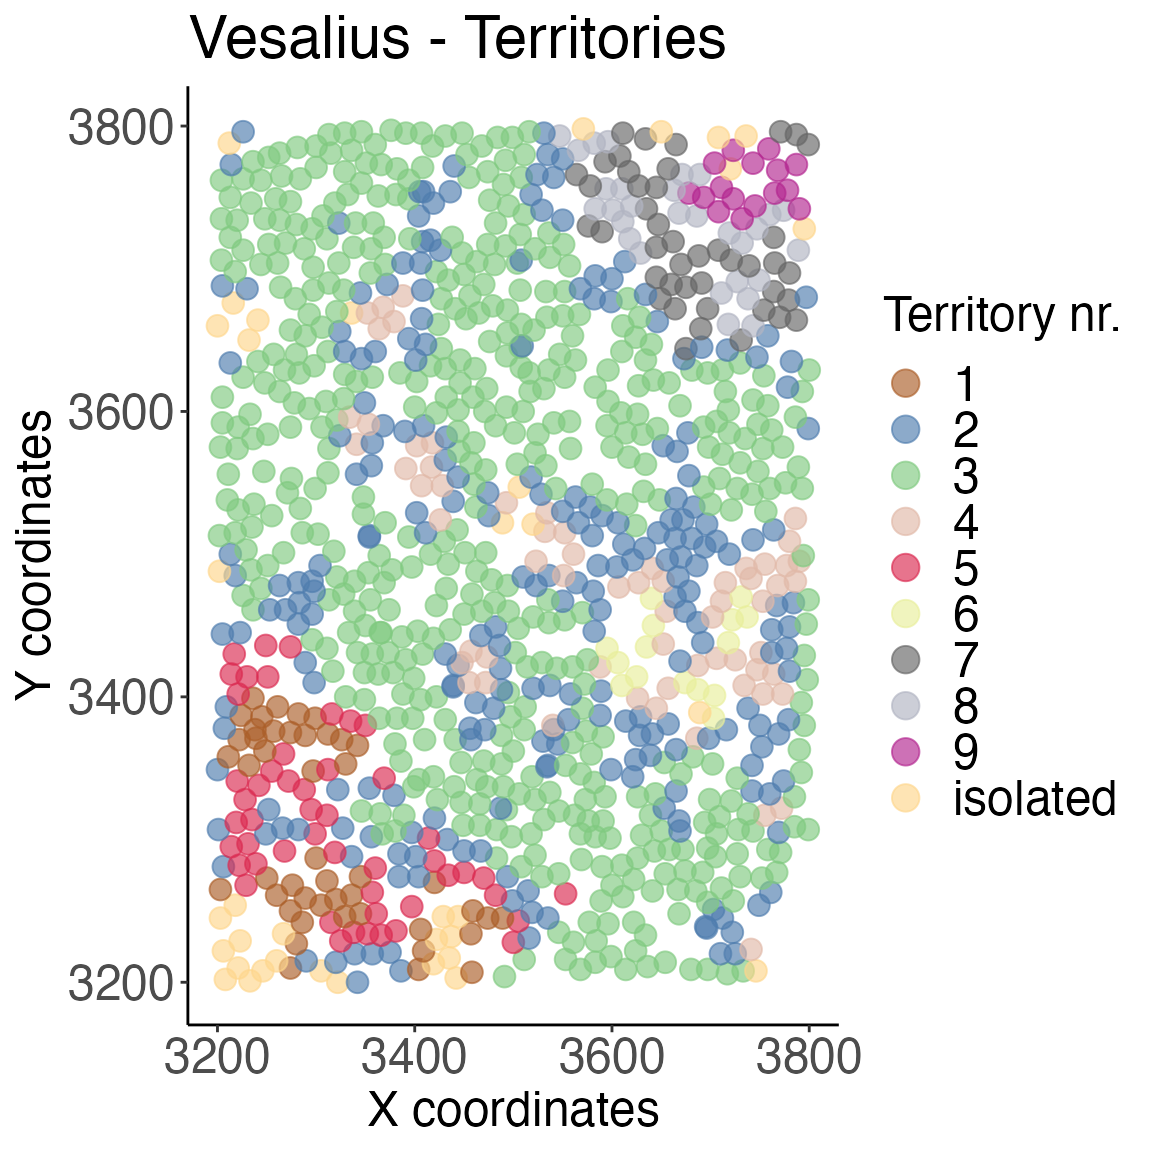 Vesalius - Territories
3800
3600
3400
3200
Y coordinates
3200 3400 3600 3800
X coordinates
Territory nr.
1
2
3
4
5
6
7
8
9
isolated